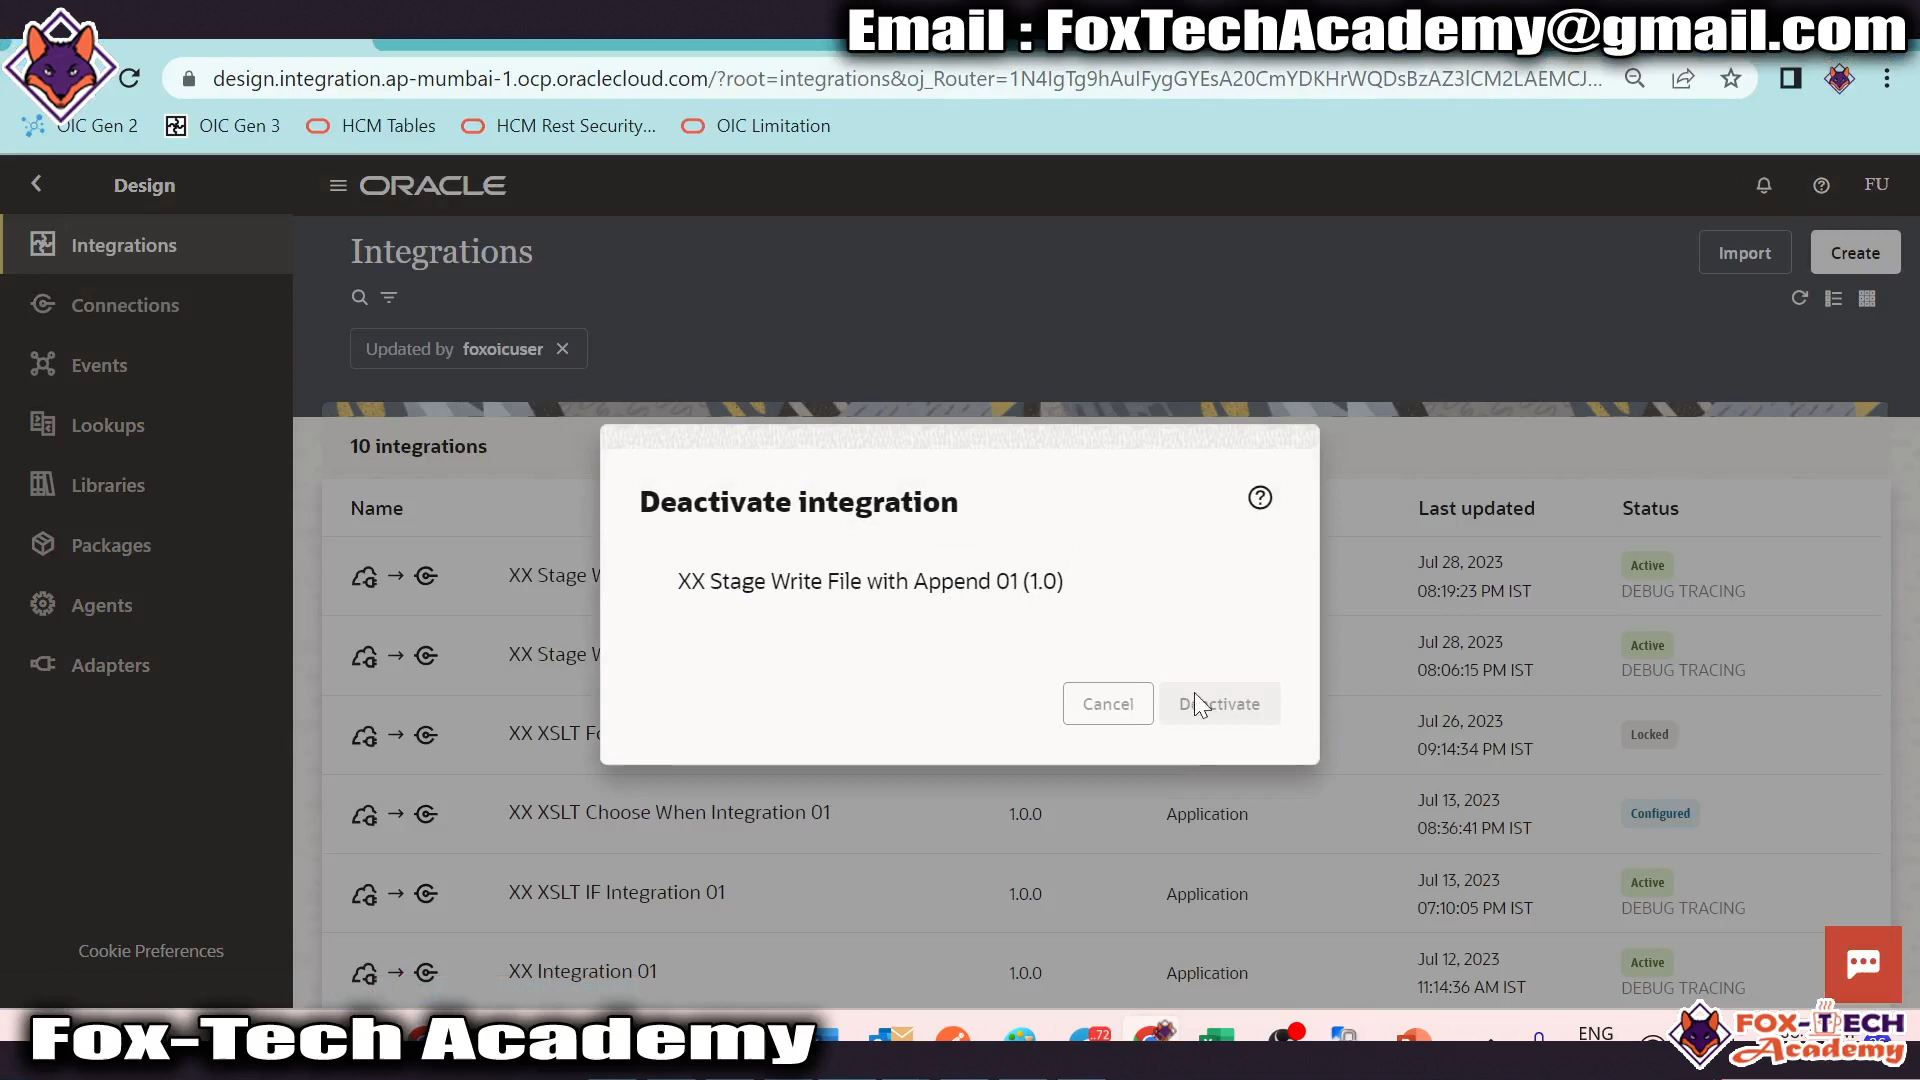 Email : FoxTechAcademy@gmail.com
design.integration.ap-mumbai-1.ocp.oraclecloud.com/?root=integrations&oj_Router=1N4IgTg9hAuIFygGYEsA20CmYDKHrWQDsBzAZ3lCM2LAEMCJ...
OIC Gen 2 OIC Gen 3 HCM Tables HCM Rest Security... OIC Limitation
Design ORACLE FU
Integrations
Connections
Events
Lookups
Libraries
Packages
Agents
Adapters
Cookie Preferences
Integrations Import Create
Updated by foxoicuser
10 integrations
Name Last updated Status
XX Stage W Jul 28, 2023 Active
08:19:23 PM IST DEBUG TRACING
XX Stage W Jul 28, 2023 Active
08:06:15 PM IST DEBUG TRACING
XX XSLT Fo Jul 26, 2023 Locked
09:14:34 PM IST
XX XSLT Choose When Integration 01 1.0.0 Application Jul 13, 2023 Configured
08:36:41 PM IST
XX XSLT IF Integration 01 1.0.0 Application Jul 13, 2023 Active
07:10:05 PM IST DEBUG TRACING
XX Integration 01 1.0.0 Application Jul 12, 2023 Active
11:14:36 AM IST DEBUG TRACING
Deactivate integration
XX Stage Write File with Append 01 (1.0)
Cancel Deactivate
Fox-Tech Academy
72
ENG
FOX-TECH
Academy